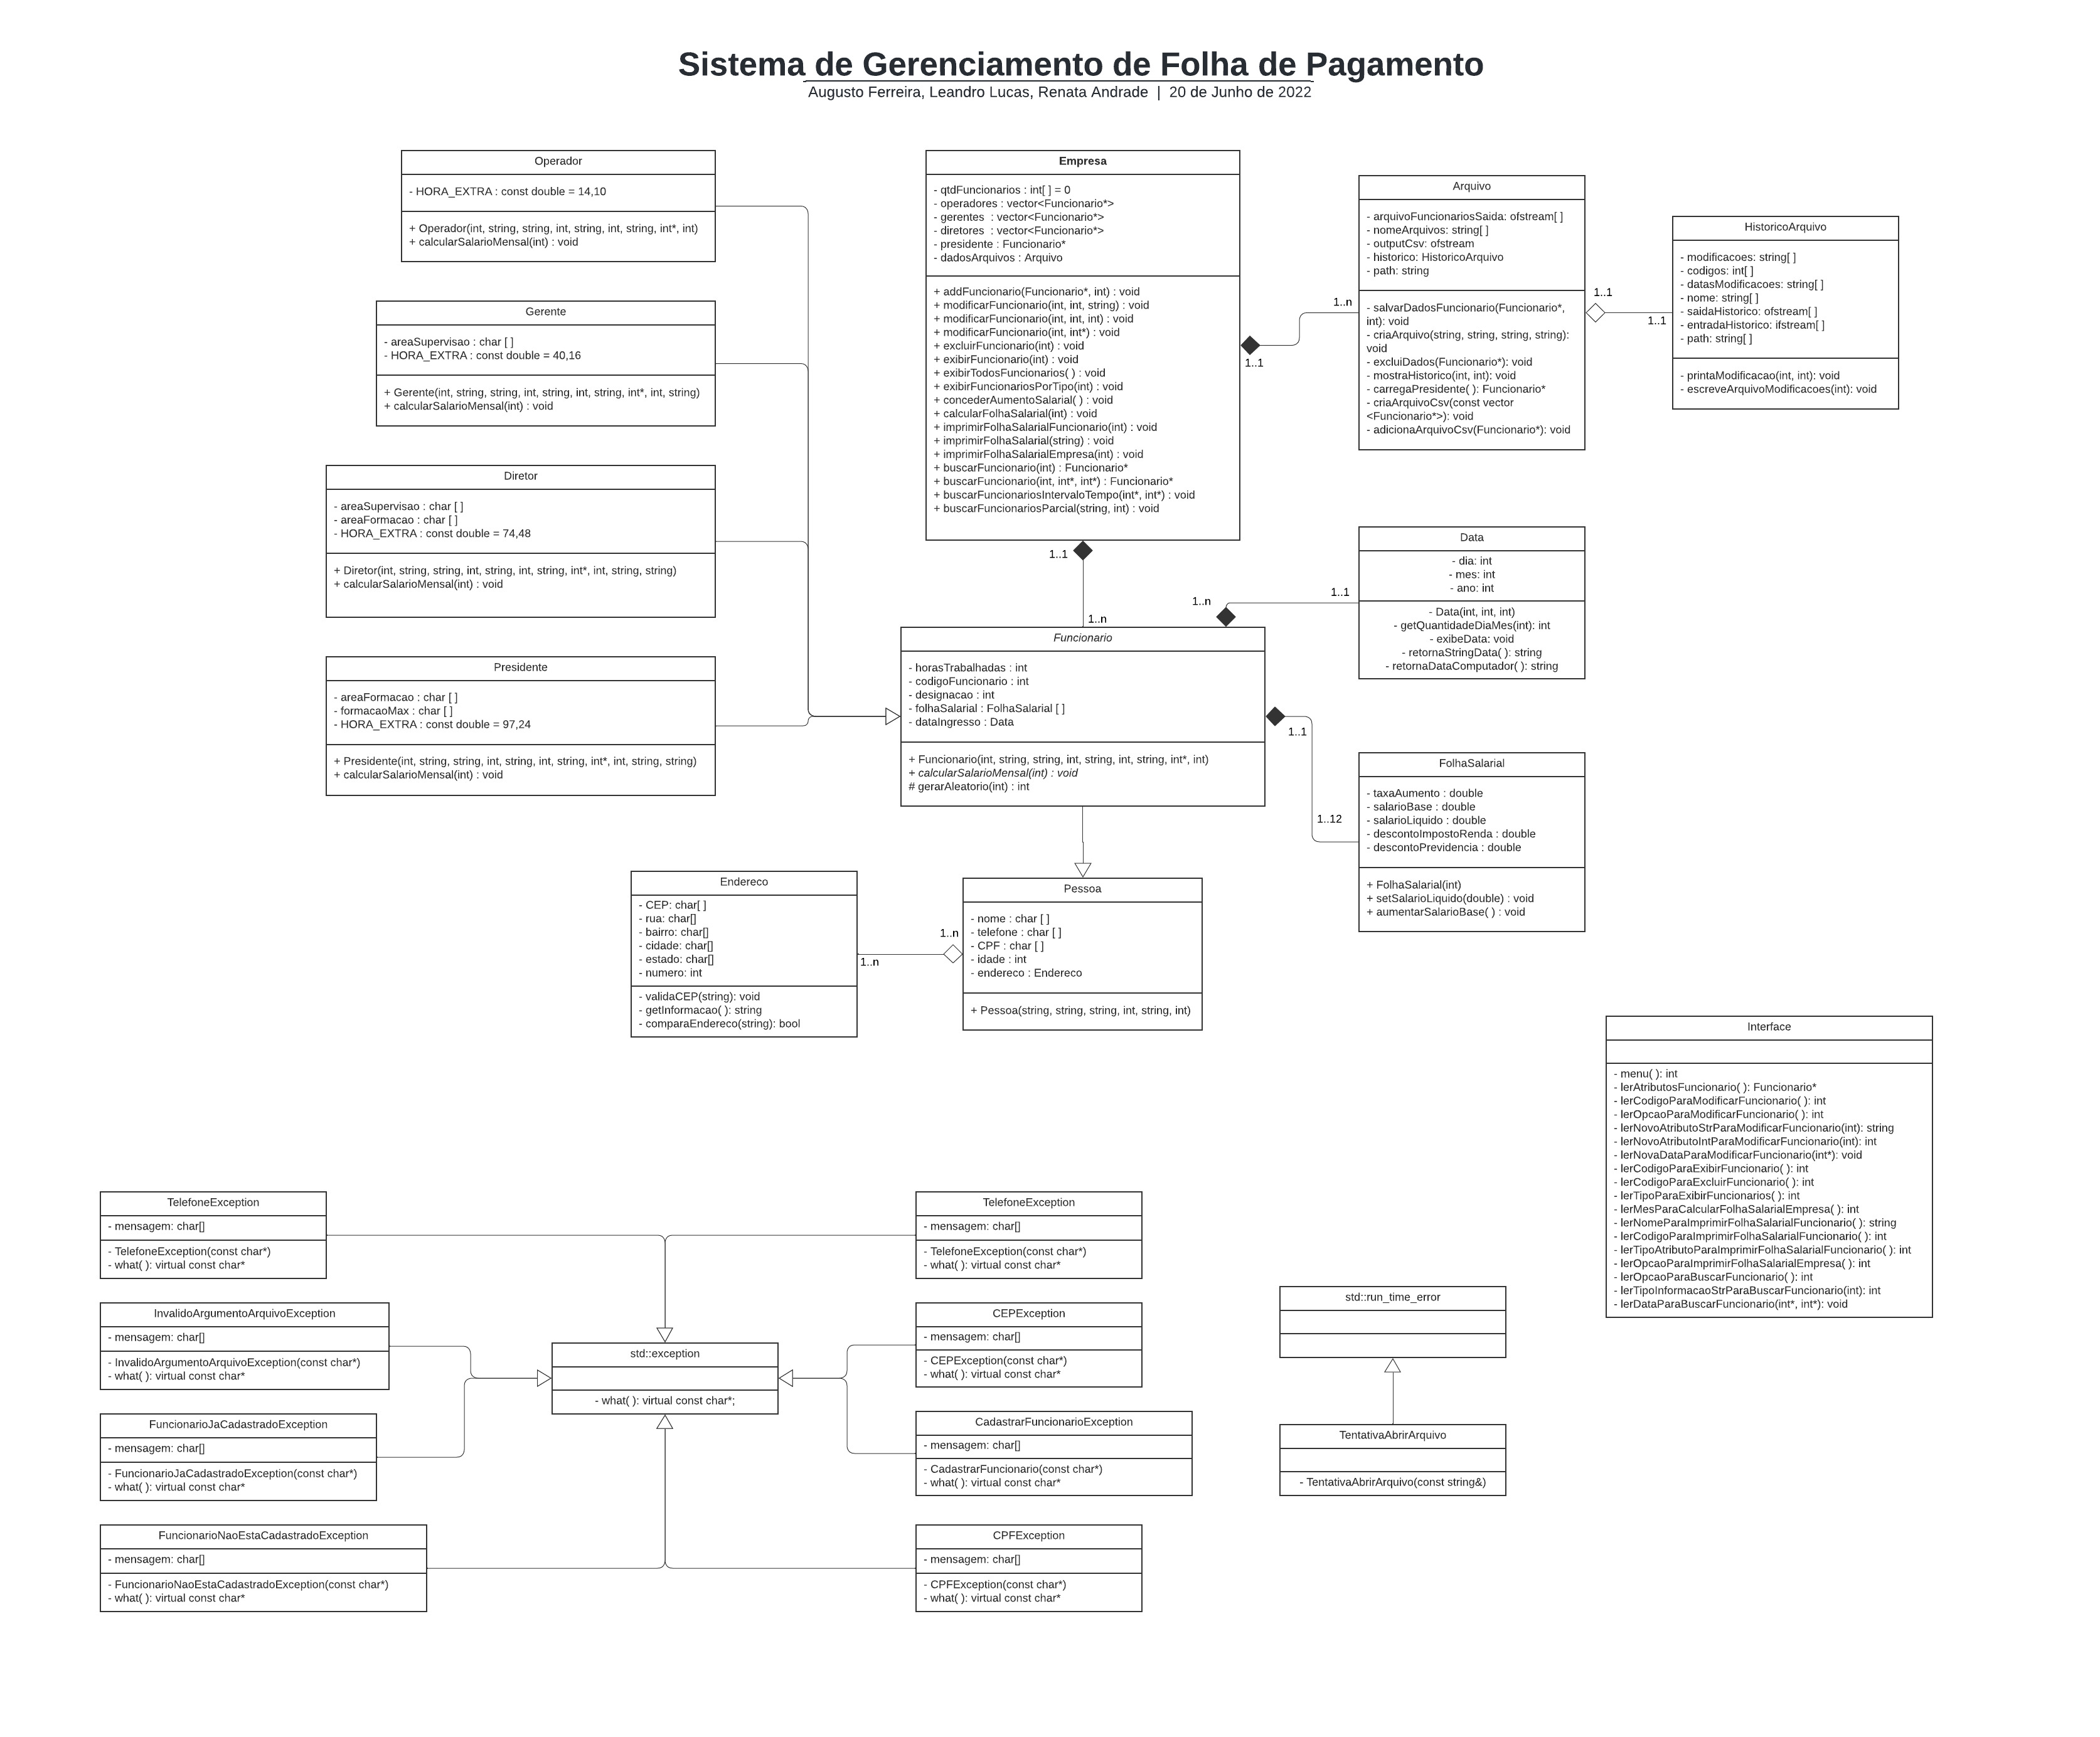 Sistema de Gerenciamento de Folha de Pagamento
Augusto Ferreira, Leandro Lucas, Renata Andrade | 20 de Junho de 2022
Operador
- HORA_EXTRA : const double = 14,10
+ Operador(int, string, string, int, string, int, string, int*, int)
+ calcularSalarioMensal(int) : void
Gerente
- areaSupervisao : char [ ]
- HORA_EXTRA : const double = 40,16
+ Gerente(int, string, string, int, string, int, string, int*, int, string)
+ calcularSalarioMensal(int) : void
Diretor
- areaSupervisao : char [ ]
- areaFormacao : char [ ]
- HORA_EXTRA : const double = 74,48
+ Diretor(int, string, string, int, string, int, string, int*, int, string, string)
+ calcularSalarioMensal(int) : void
Presidente
- areaFormacao : char [ ]
- formacaoMax : char [ ]
- HORA_EXTRA : const double = 97,24
+ Presidente(int, string, string, int, string, int, string, int*, int, string, string)
+ calcularSalarioMensal(int) : void
Empresa
- qtdFuncionarios : int[ ] = 0
- operadores : vector<Funcionario*>
- gerentes : vector<Funcionario*>
- diretores : vector<Funcionario*>
- presidente : Funcionario*
- dadosArquivos : Arquivo
+ addFuncionario(Funcionario*, int) : void
+ modificarFuncionario(int, int, string) : void
+ modificarFuncionario(int, int, int) : void
+ modificarFuncionario(int, int*) : void
+ excluirFuncionario(int) : void
+ exibirFuncionario(int) : void
+ exibirTodosFuncionarios( ) : void
+ exibirFuncionariosPorTipo(int) : void
+ concederAumentoSalarial( ) : void
+ calcularFolhaSalarial(int) : void
+ imprimirFolhaSalarialFuncionario(int) : void
+ imprimirFolhaSalarial(string) : void
+ imprimirFolhaSalarialEmpresa(int) : void
+ buscarFuncionario(int) : Funcionario*
+ buscarFuncionario(int, int*, int*) : Funcionario*
+ buscarFuncionariosIntervaloTempo(int*, int*) : void
+ buscarFuncionariosParcial(string, int) : void
1..1
1..n
1..1
1..n
Arquivo
- arquivoFuncionariosSaida: ofstream[ ]
- nomeArquivos: string[ ]
- outputCsv: ofstream
- historico: HistoricoArquivo
- path: string
- salvarDadosFuncionario(Funcionario*,
int): void
- criaArquivo(string, string, string, string):
void
- excluiDados(Funcionario*): void
- mostraHistorico(int, int): void
- carregaPresidente( ): Funcionario*
- criaArquivoCsv(const vector
<Funcionario*>): void
- adicionaArquivoCsv(Funcionario*): void
1..1
1..1
HistoricoArquivo
- modificacoes: string[ ]
- codigos: int[ ]
- datasModificacoes: string[ ]
- nome: string[ ]
- saidaHistorico: ofstream[ ]
- entradaHistorico: ifstream[ ]
- path: string[ ]
- printaModificacao(int, int): void
- escreveArquivoModificacoes(int): void
Data
- dia: int
- mes: int
- ano: int
- Data(int, int, int)
- getQuantidadeDiaMes(int): int
- exibeData: void
- retornaStringData( ): string
- retornaDataComputador( ): string
1..n
1..1
Funcionario
- horasTrabalhadas : int
- codigoFuncionario : int
- designacao : int
- folhaSalarial : FolhaSalarial [ ]
- dataIngresso : Data
+ Funcionario(int, string, string, int, string, int, string, int*, int)
+ calcularSalarioMensal(int) : void
# gerarAleatorio(int) : int
1..1
1..12
FolhaSalarial
- taxaAumento : double
- salarioBase : double
- salarioLiquido : double
- descontoImpostoRenda : double
- descontoPrevidencia : double
+ FolhaSalarial(int)
+ setSalarioLiquido(double) : void
+ aumentarSalarioBase( ) : void
Endereco
- CEP: char[ ]
- rua: char[]
- bairro: char[]
- cidade: char[]
- estado: char[]
- numero: int
- validaCEP(string): void
- getInformacao( ): string
- comparaEndereco(string): bool
1..n
1..n
Pessoa
- nome : char [ ]
- telefone : char [ ]
- CPF : char [ ]
- idade : int
- endereco : Endereco
+ Pessoa(string, string, string, int, string, int)
Interface
- menu( ): int
- lerAtributosFuncionario( ): Funcionario*
- lerCodigoParaModificarFuncionario( ): int
- lerOpcaoParaModificarFuncionario( ): int
- lerNovoAtributoStrParaModificarFuncionario(int): string
- lerNovoAtributoIntParaModificarFuncionario(int): int
- lerNovaDataParaModificarFuncionario(int*): void
- lerCodigoParaExibirFuncionario( ): int
- lerCodigoParaExcluirFuncionario( ): int
- lerTipoParaExibirFuncionarios( ): int
- lerMesParaCalcularFolhaSalarialEmpresa( ): int
- lerNomeParaImprimirFolhaSalarialFuncionario( ): string
- lerCodigoParaImprimirFolhaSalarialFuncionario( ): int
- lerTipoAtributoParaImprimirFolhaSalarialFuncionario( ): int
- lerOpcaoParaImprimirFolhaSalarialEmpresa( ): int
- lerOpcaoParaBuscarFuncionario( ): int
- lerTipoInformacaoStrParaBuscarFuncionario(int): int
- lerDataParaBuscarFuncionario(int*, int*): void
TelefoneException
- mensagem: char[]
- TelefoneException(const char*)
- what( ): virtual const char*
InvalidoArgumentoArquivoException
- mensagem: char[]
- InvalidoArgumentoArquivoException(const char*)
- what( ): virtual const char*
FuncionarioJaCadastradoException
- mensagem: char[]
- FuncionarioJaCadastradoException(const char*)
- what( ): virtual const char*
FuncionarioNaoEstaCadastradoException
- mensagem: char[]
- FuncionarioNaoEstaCadastradoException(const char*)
- what( ): virtual const char*
std::exception
- what( ): virtual const char*;
TelefoneException
- mensagem: char[]
- TelefoneException(const char*)
- what( ): virtual const char*
CEPException
- mensagem: char[]
- CEPException(const char*)
- what( ): virtual const char*
CadastrarFuncionarioException
- mensagem: char[]
- CadastrarFuncionario(const char*)
- what( ): virtual const char*
CPFException
- mensagem: char[]
- CPFException(const char*)
- what( ): virtual const char*
std::run_time_error
TentativaAbrirArquivo
- TentativaAbrirArquivo(const string&)